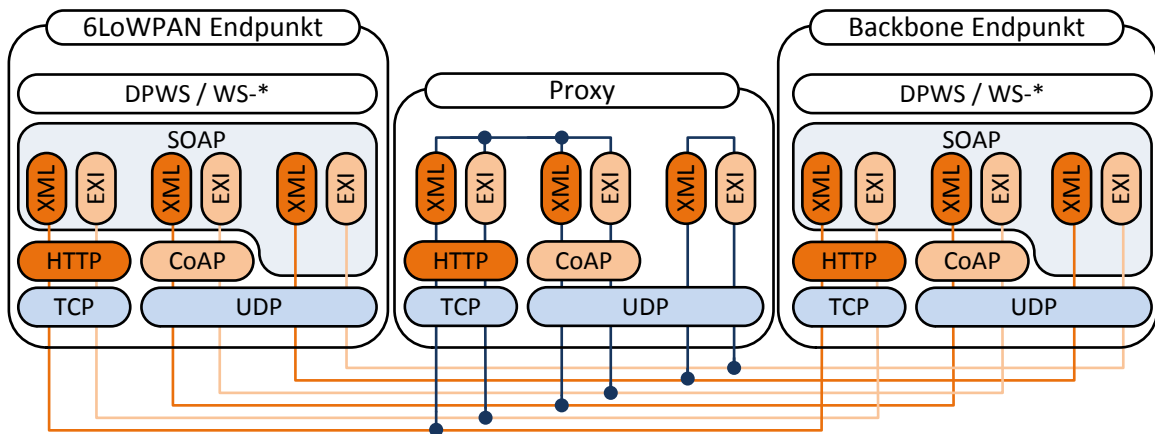 6LoWPAN Endpunkt
DPWS / WS-*
SOAP
XML
EXI
XML
EXI
XML
EXI
HTTP
CoAP
TCP
UDP
Proxy
XML
EXI
XML
EXI
XML
EXI
HTTP
CoAP
TCP
UDP
Backbone Endpunkt
DPWS / WS-*
SOAP
XML
EXI
XML
EXI
XML
EXI
HTTP
CoAP
TCP
UDP